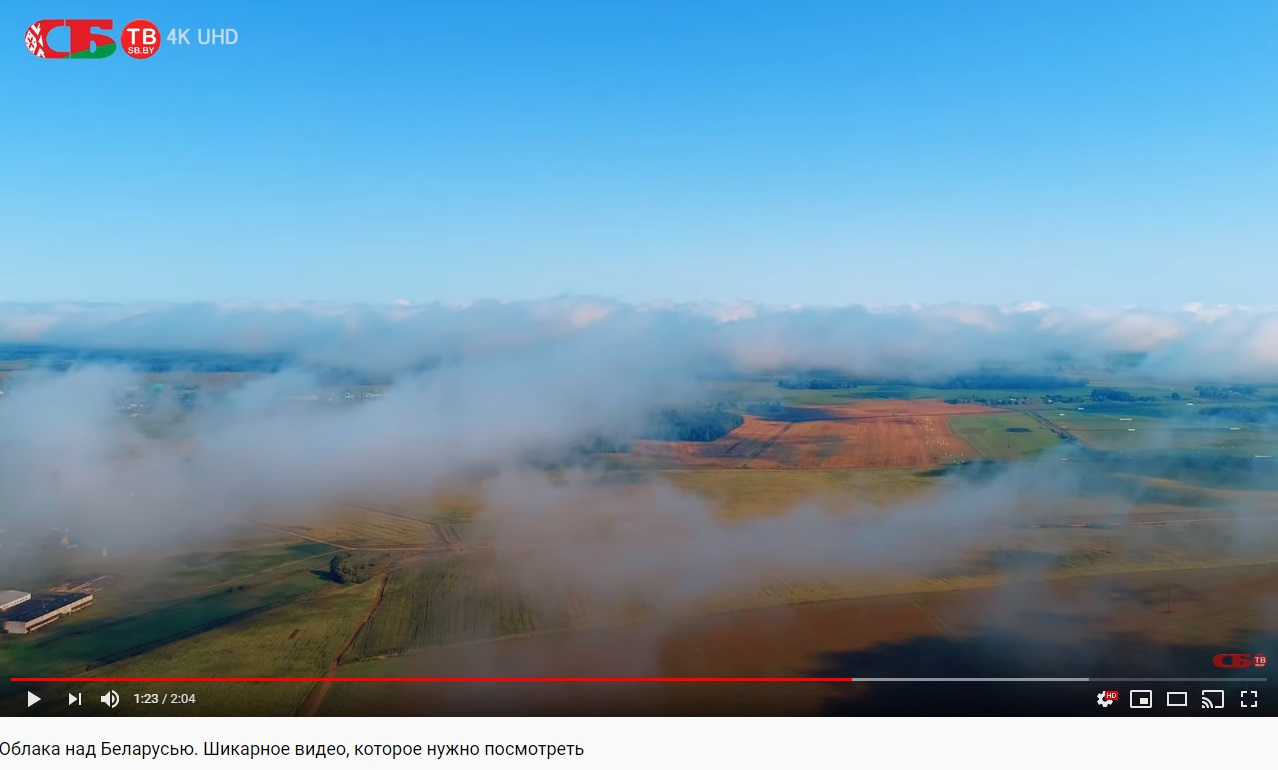 СБ ТВ SB.BY 4K UHD
СБ ТВ
1:23 / 2:04 HD
Облака над Беларусью. Шикарное видео, которое нужно посмотреть